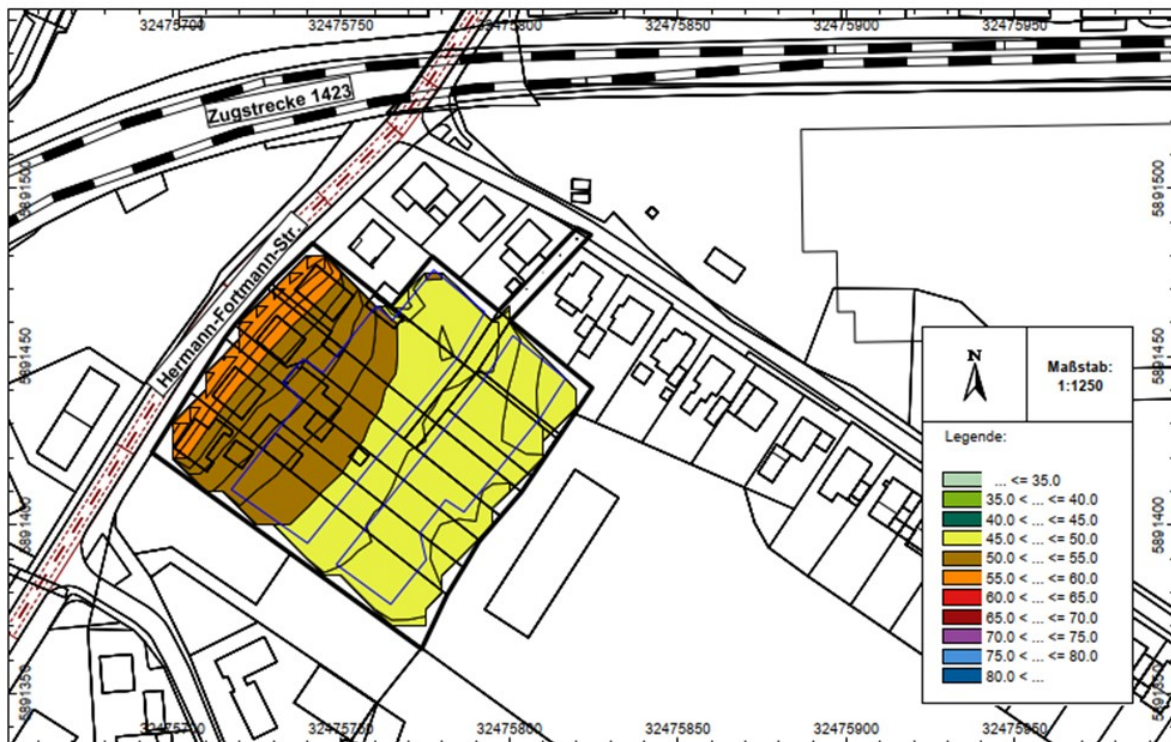 32475700 32475750 32475800 32475850 32475900 32475950
Zugstrecke 1423
Hermann-Fortmann-Str.
5891500
5891450
5891400
5891350
5891500
5891450
5891400
5891350
N
Maßstab:
1:1250
Legende:
... <= 35.0
35.0 < ... <= 40.0
40.0 < ... <= 45.0
45.0 < ... <= 50.0
50.0 < ... <= 55.0
55.0 < ... <= 60.0
60.0 < ... <= 65.0
65.0 < ... <= 70.0
70.0 < ... <= 75.0
75.0 < ... <= 80.0
80.0 < ...
32475700 32475750 32475800 32475850 32475900 32475950